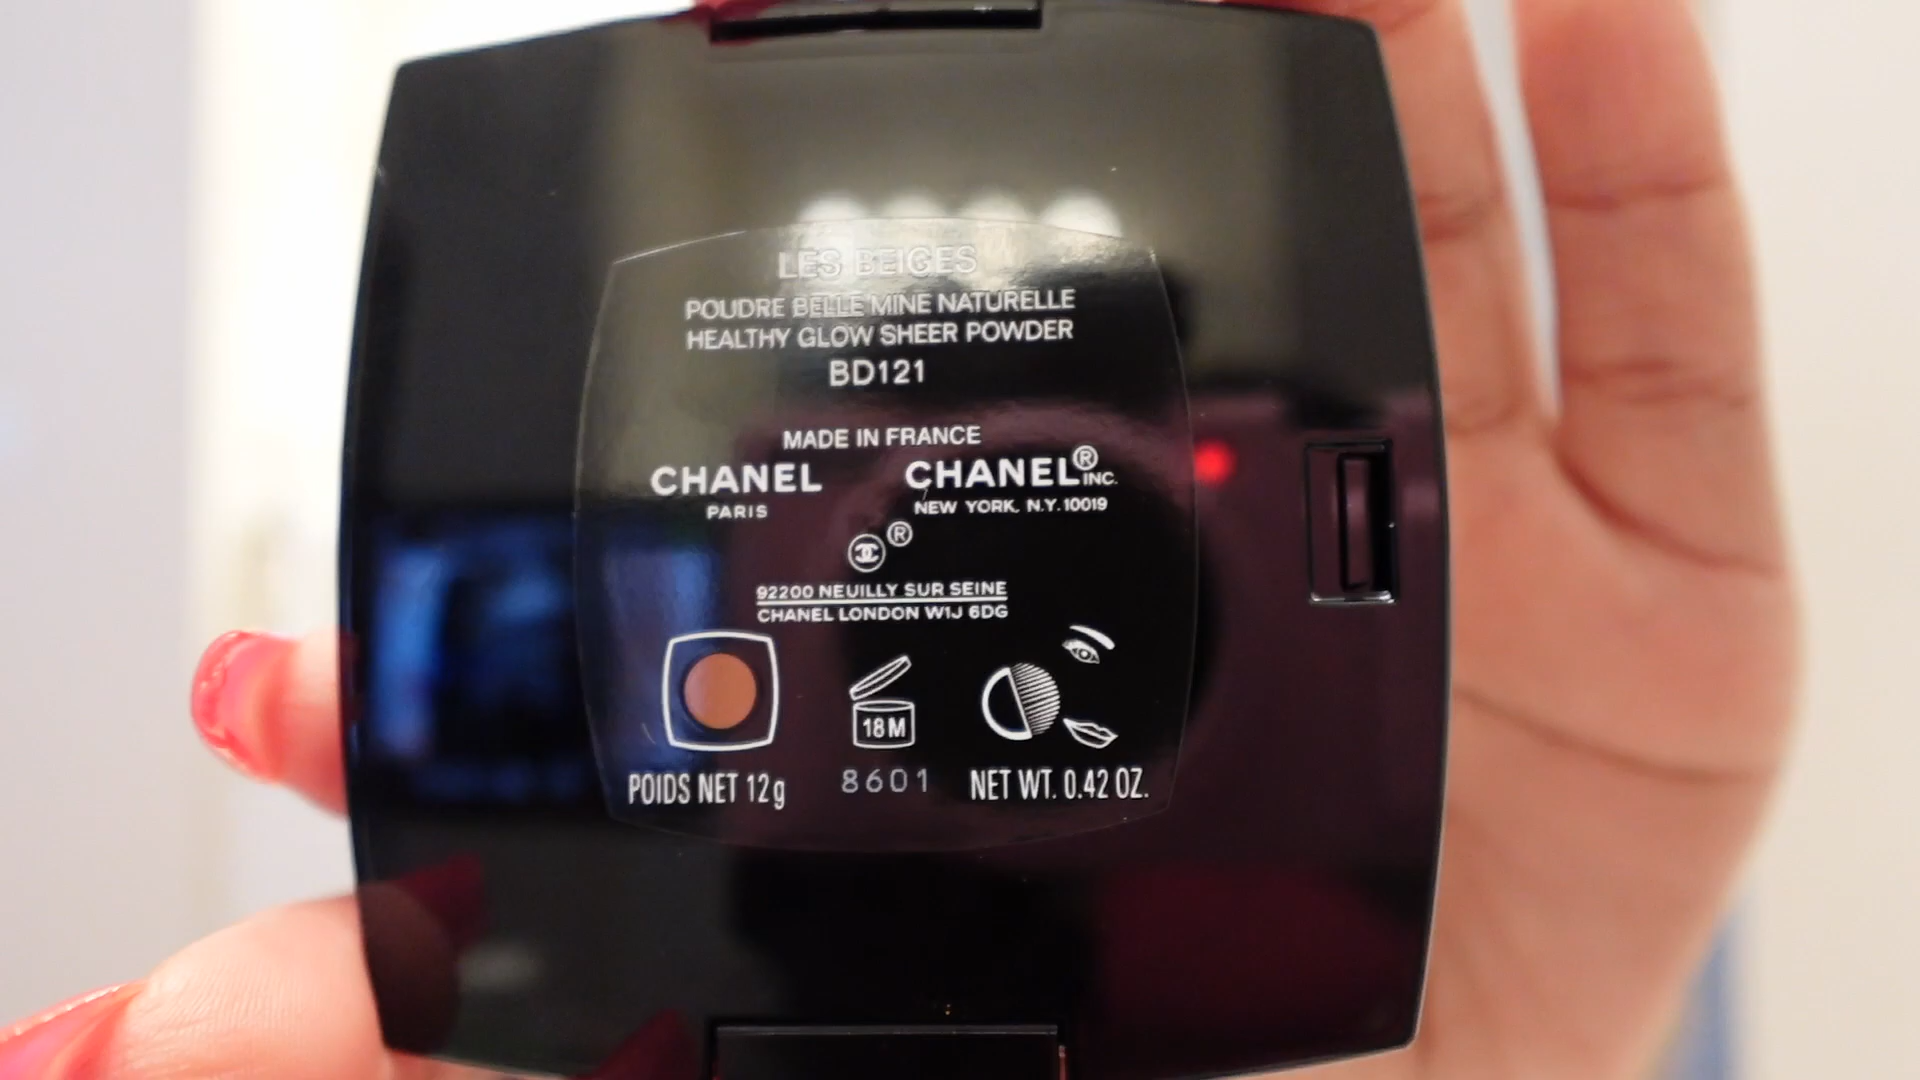 LES BEIGES
POUDRE BELLE MINE NATURELLE
HEALTHY GLOW SHEER POWDER
BD121
MADE IN FRANCE
CHANEL CHANEL® INC.
PARIS NEW YORK, N.Y. 10019
®
92200 NEUILLY SUR SEINE
CHANEL LONDON W1J 6DG
18M
POIDS NET 12g 8601 NET WT. 0.42 OZ.